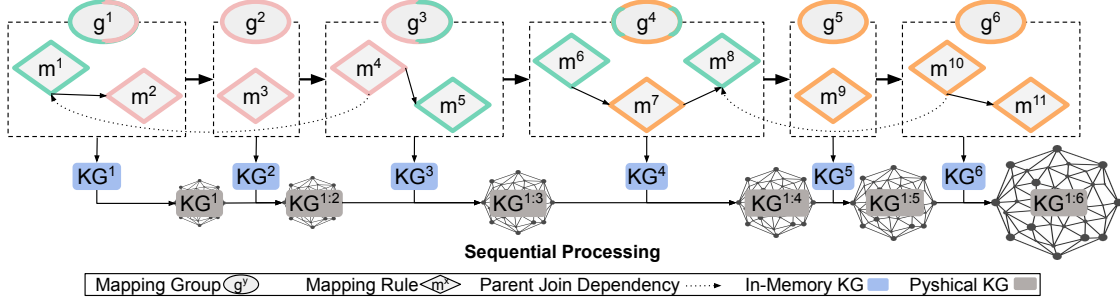 g¹ g² g³ g⁴ g⁵ g⁶
m¹ m² m³ m⁴ m⁵ m⁶ m⁷ m⁸ m⁹ m¹⁰ m¹¹
KG¹ KG² KG³ KG⁴ KG⁵ KG⁶
KG¹ KG¹:² KG¹:³ KG¹:⁴ KG¹:⁵ KG¹:⁶
Sequential Processing
Mapping Group gʸ Mapping Rule mˣ Parent Join Dependency In-Memory KG Pyshical KG